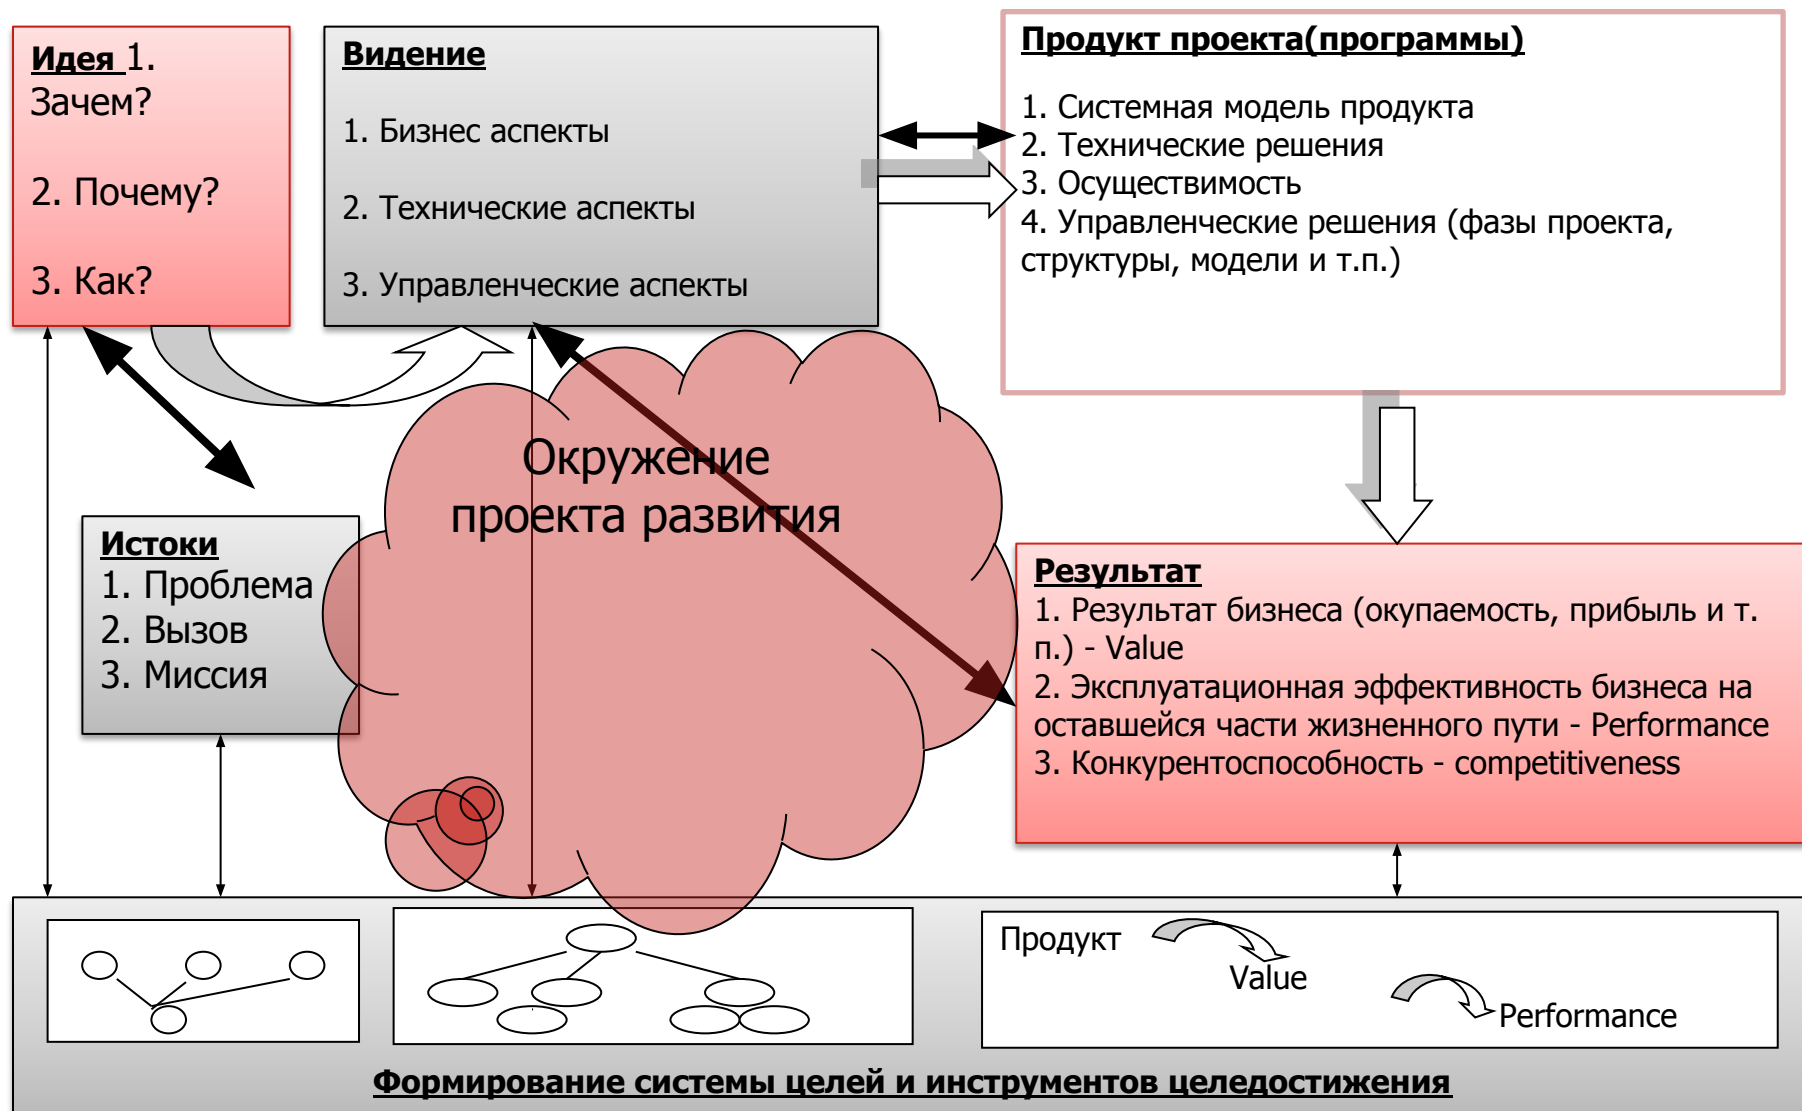 Идея 1.
Зачем?
2. Почему?
3. Как?
Видение
1. Бизнес аспекты
2. Технические аспекты
3. Управленческие аспекты
Продукт проекта(программы)
1. Системная модель продукта
2. Технические решения
3. Осуществимость
4. Управленческие решения (фазы проекта,
структуры, модели и т.п.)
Окружение
проекта развития
Истоки
1. Проблема
2. Вызов
3. Миссия
Результат
1. Результат бизнеса (окупаемость, прибыль и т.
п.) - Value
2. Эксплуатационная эффективность бизнеса на
оставшейся части жизненного пути - Performance
3. Конкурентоспособность - competitiveness
Продукт
Value
Performance
Формирование системы целей и инструментов целедостижения